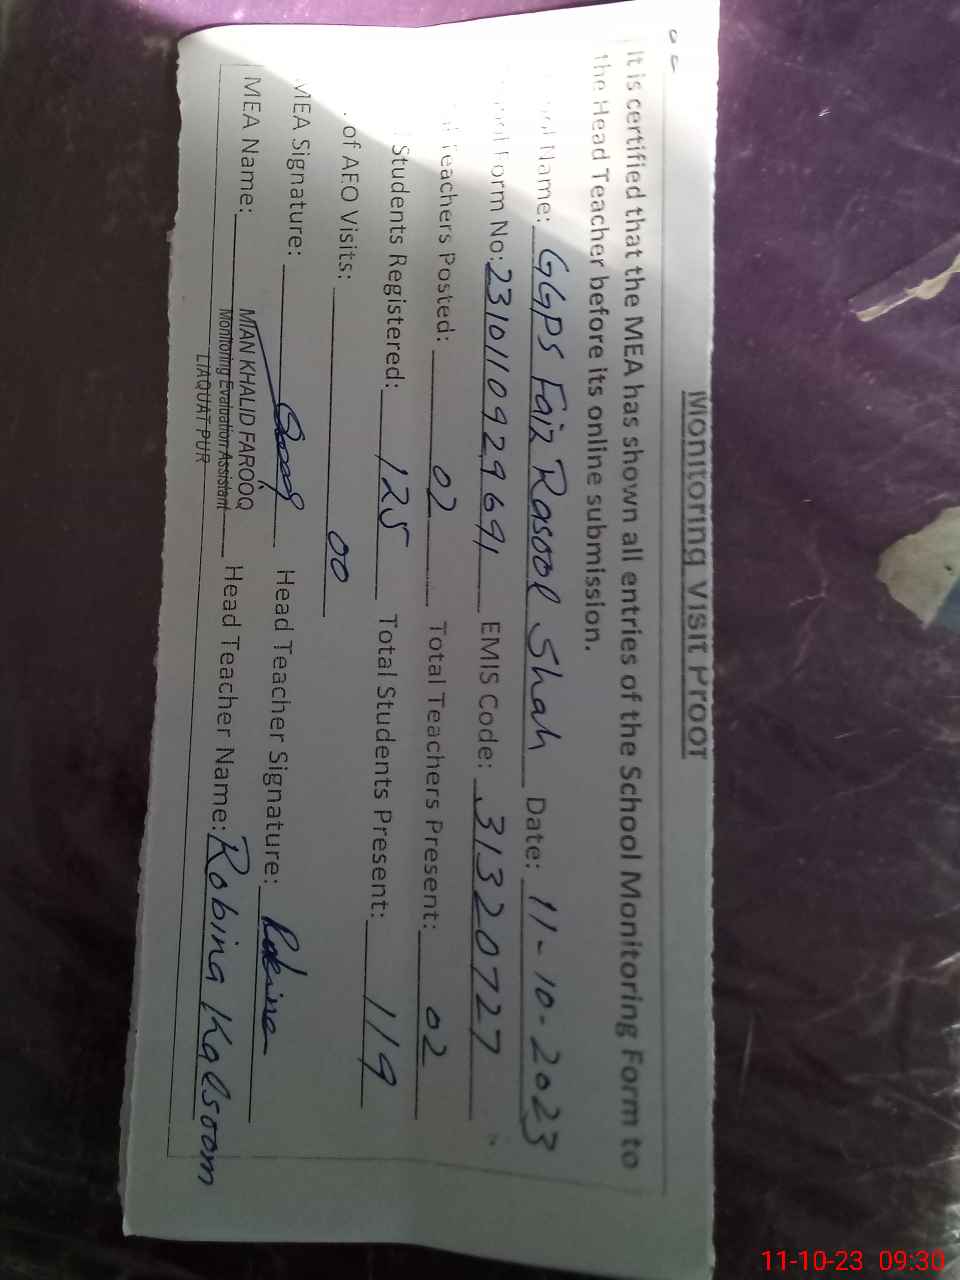 Monitoring Visit Proof
It is certified that the MEA has shown all entries of the School Monitoring Form to
the Head Teacher before its online submission.
Name: GGPS Faiz Rasool Shah Date: 11-10-2023
Form No: 2310110929691 EMIS Code: 31320727
Teachers Posted: 02 Total Teachers Present: 02
Students Registered: 125 Total Students Present: 119
. of AEO Visits: 00
MEA Signature: Head Teacher Signature: Robina
MEA Name: MIAN KHALID FAROOQ Head Teacher Name: Robina Kalsoom
Monitoring Evaluation Assistant
LIAQUAT PUR
11-10-23 09:30